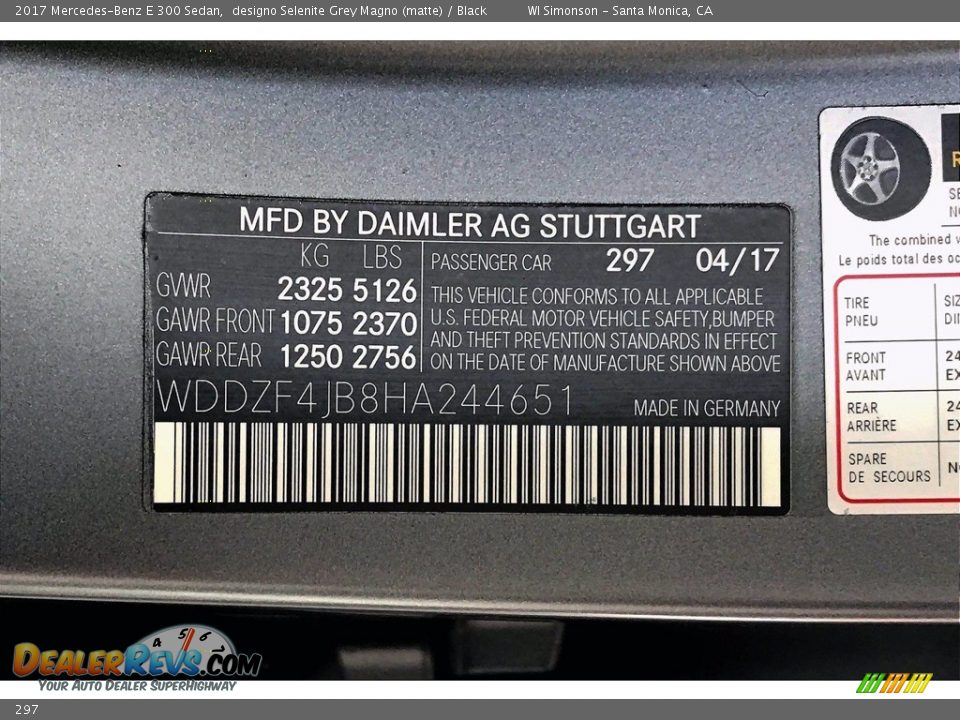 2017 Mercedes-Benz E 300 Sedan, designo Selenite Grey Magno (matte) / Black WI Simonson - Santa Monica, CA
MFD BY DAIMLER AG STUTTGART
KG LBS
GVWR 2325 5126
GAWR FRONT 1075 2370
GAWR REAR 1250 2756
PASSENGER CAR 297 04/17
THIS VEHICLE CONFORMS TO ALL APPLICABLE
U.S. FEDERAL MOTOR VEHICLE SAFETY,BUMPER
AND THEFT PREVENTION STANDARDS IN EFFECT
ON THE DATE OF MANUFACTURE SHOWN ABOVE
WDDZF4JB8HA244651
MADE IN GERMANY
The combined
Le poids total des
TIRE
PNEU
FRONT
AVANT
REAR
ARRIÈRE
SPARE
DE SECOURS
4 5 6
DEALERREVS.COM
YOUR AUTO DEALER SUPERHIGHWAY
297